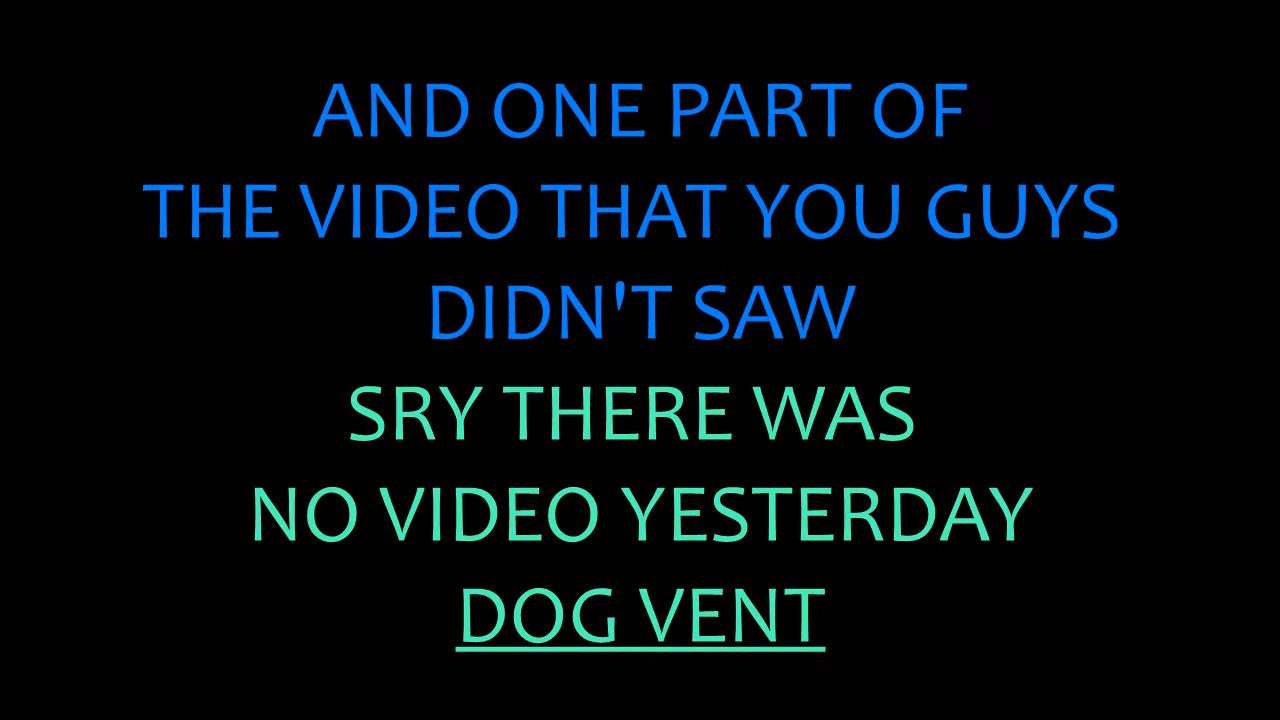 AND ONE PART OF
THE VIDEO THAT YOU GUYS
DIDN'T SAW
SRY THERE WAS
NO VIDEO YESTERDAY
DOG VENT